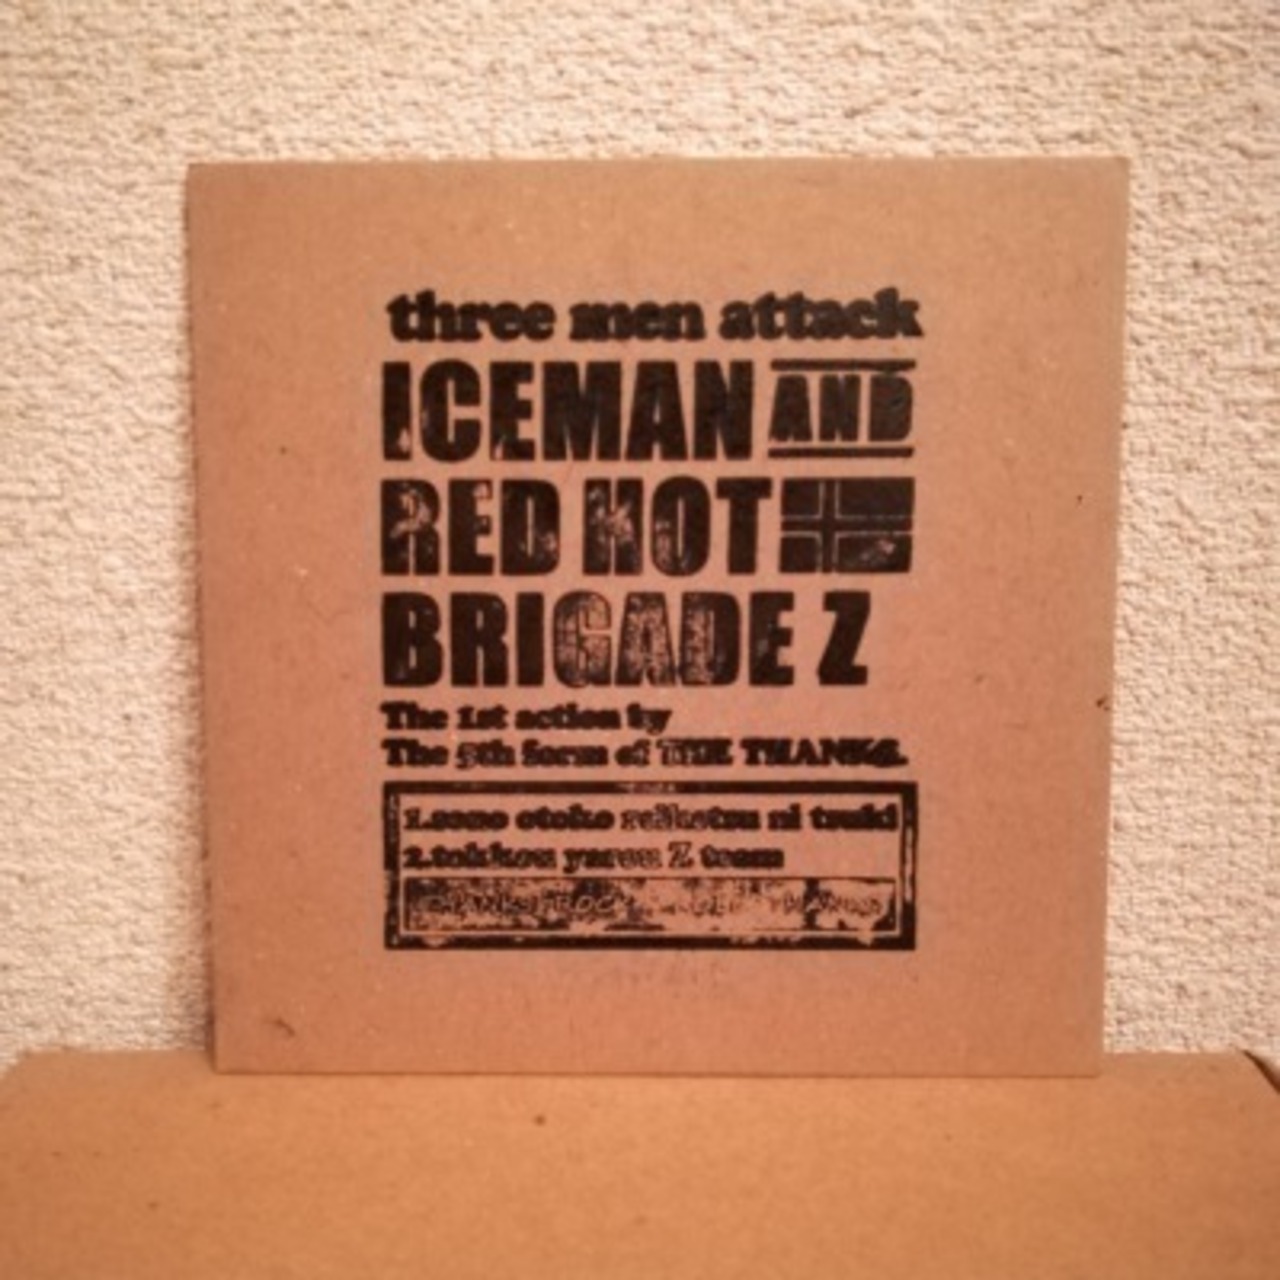 three men attack
ICEMAN AND
RED HOT
BRIGADE Z
The 1st action by
The 5th form of THE THANKS.
1.sono otoko reiketsu ni tsuki
2.tokkou yarou Z team